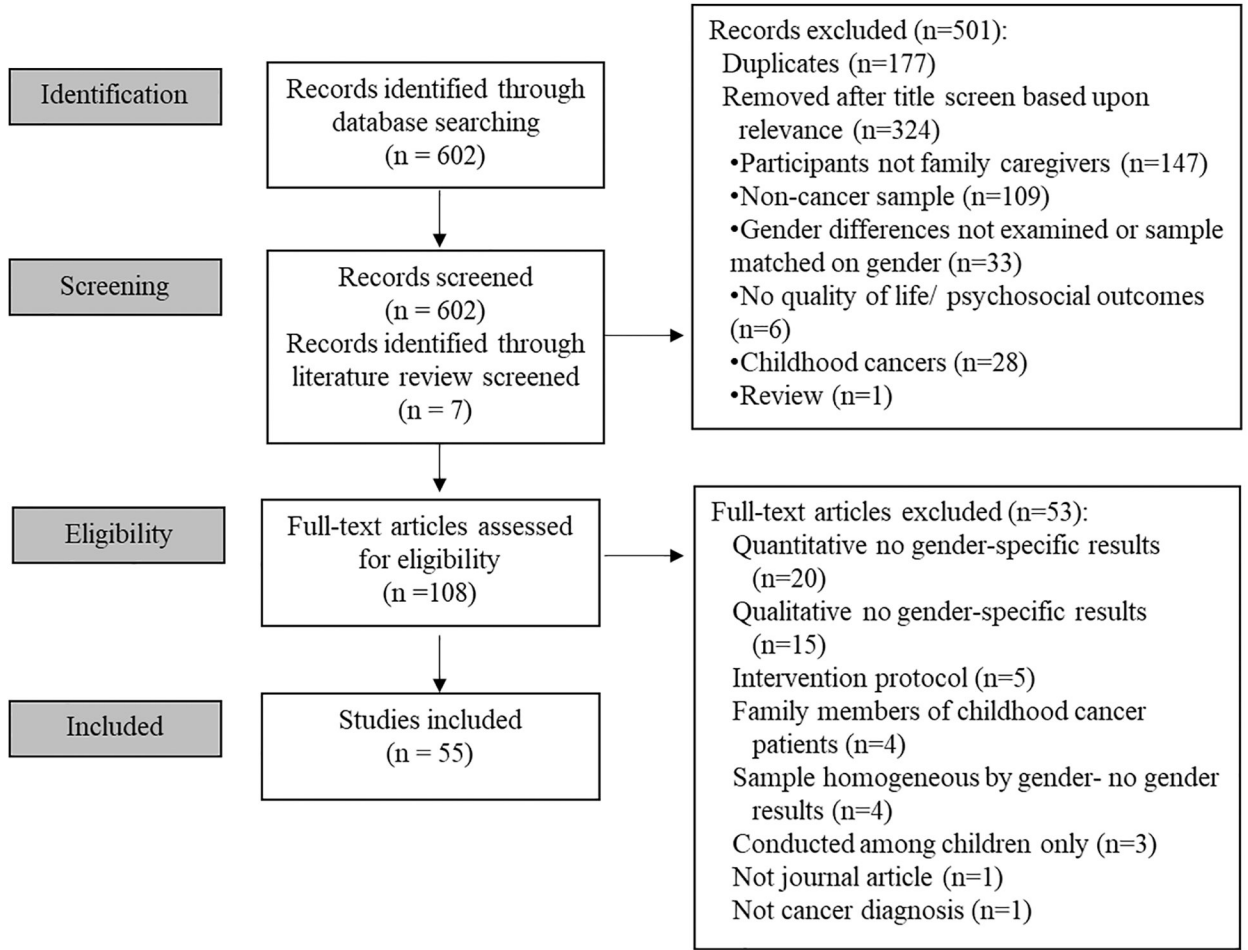 Identification
Records identified through
database searching
(n = 602)
Records excluded (n=501):
Duplicates (n=177)
Removed after title screen based upon
relevance (n=324)
•Participants not family caregivers (n=147)
•Non-cancer sample (n=109)
•Gender differences not examined or sample
matched on gender (n=33)
•No quality of life/ psychosocial outcomes
(n=6)
•Childhood cancers (n=28)
•Review (n=1)
Screening
Records screened
(n = 602)
Records identified through
literature review screened
(n = 7)
Eligibility
Full-text articles assessed
for eligibility
(n =108)
Full-text articles excluded (n=53):
Quantitative no gender-specific results
(n=20)
Qualitative no gender-specific results
(n=15)
Intervention protocol (n=5)
Family members of childhood cancer
patients (n=4)
Sample homogeneous by gender- no gender
results (n=4)
Conducted among children only (n=3)
Not journal article (n=1)
Not cancer diagnosis (n=1)
Included
Studies included
(n = 55)